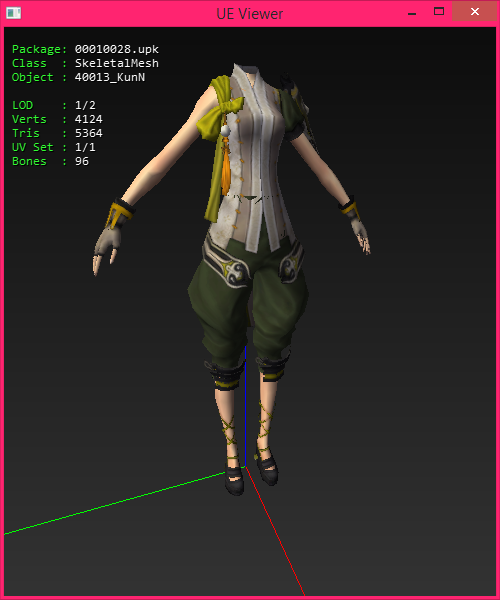 UE Viewer
Package: 00010028.upk
Class : SkeletalMesh
Object : 40013_KunN
LOD : 1/2
Verts : 4124
Tris : 5364
UV Set : 1/1
Bones : 96